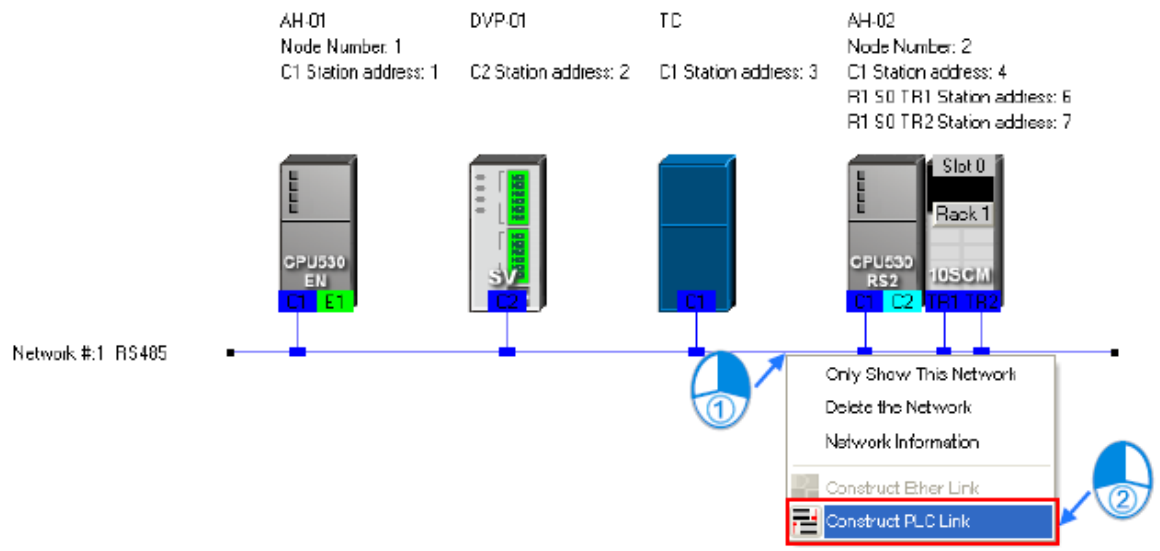 AH-01
Node Number: 1
C1 Station address: 1
DVP-01
C2 Station address: 2
TC
C1 Station address: 3
AH-02
Node Number: 2
C1 Station address: 4
R1 S0 TR1 Station address: 6
R1 S0 TR2 Station address: 7
CPU530
EN
C1 E1
SV
C2
C1
Slot 0
Rack 1
CPU530
RS2
10SCM
C1 C2 TR1 TR2
Network #:1 RS485
1
Only Show This Network
Delete the Network
Network Information
Construct Ether Link
Construct PLC Link
2